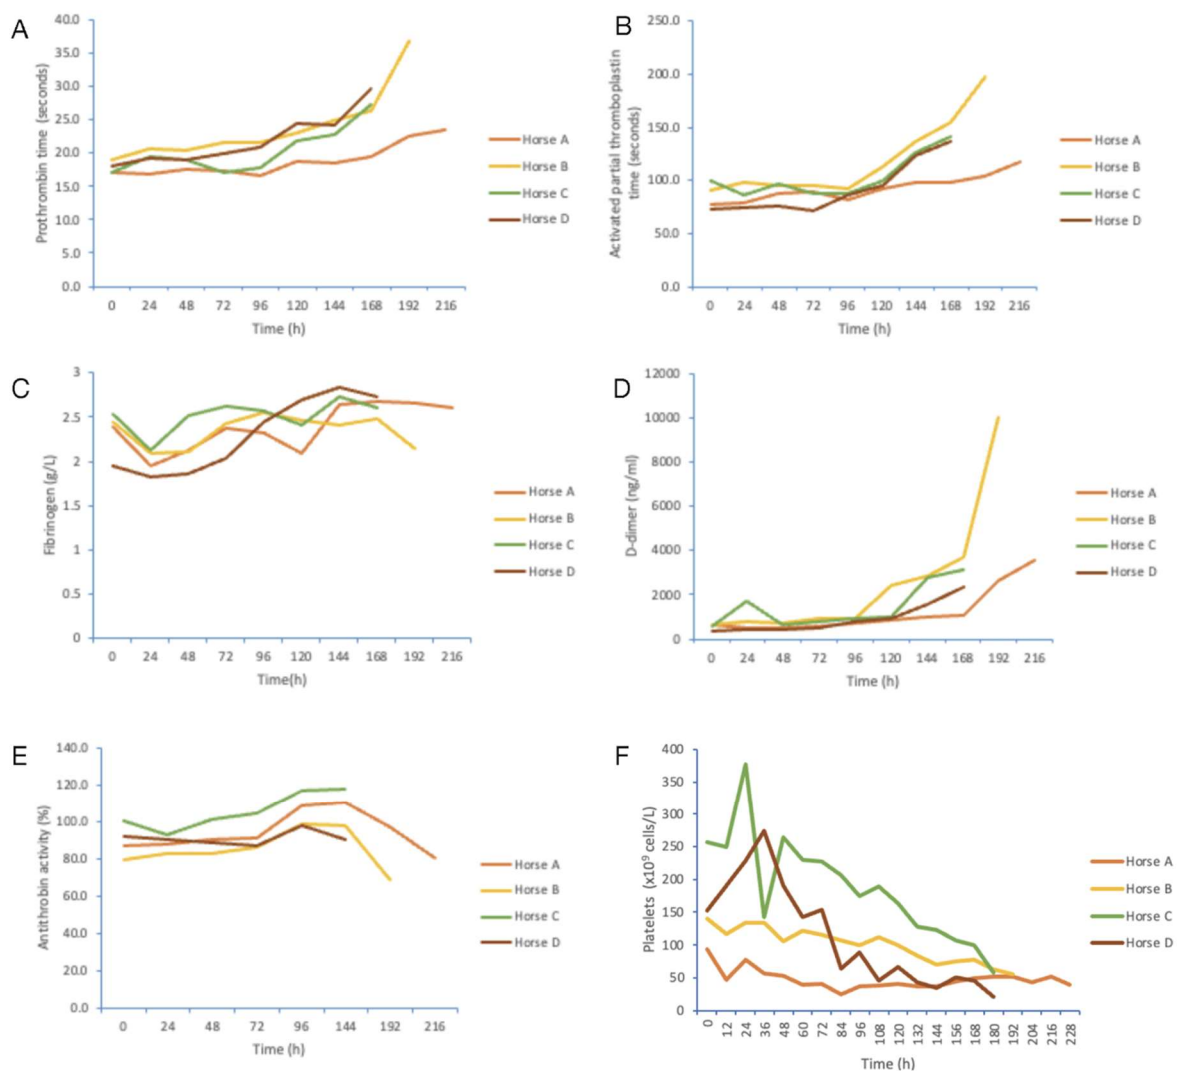 A
Prothrombin time (seconds)
40.0
35.0
30.0
25.0
20.0
15.0
10.0
5.0
0.0
0 24 48 72 96 120 144 168 192 216
Time (h)
Horse A
Horse B
Horse C
Horse D
B
Activated partial thromboplastin
time (seconds)
250.0
200.0
150.0
100.0
50.0
0.0
0 24 48 72 96 120 144 168 192 216
Time (h)
Horse A
Horse B
Horse C
Horse D
C
Fibrinogen (g/L)
3
2.5
2
1.5
1
0.5
0
0 24 48 72 96 120 144 168 192 216
Time(h)
Horse A
Horse B
Horse C
Horse D
D
D-dimer (ng/ml)
12000
10000
8000
6000
4000
2000
0
0 24 48 72 96 120 144 168 192 216
Time (h)
Horse A
Horse B
Horse C
Horse D
E
Antithrobin activity (%)
140.0
120.0
100.0
80.0
60.0
40.0
20.0
0.0
0 24 48 72 96 144 192 216
Time (h)
Horse A
Horse B
Horse C
Horse D
F
Platelets (x10⁹ cells/L)
400
350
300
250
200
150
100
50
0
0 12 24 36 48 60 72 84 96 108 120 132 144 156 168 180 192 204 216 228
Time (h)
Horse A
Horse B
Horse C
Horse D